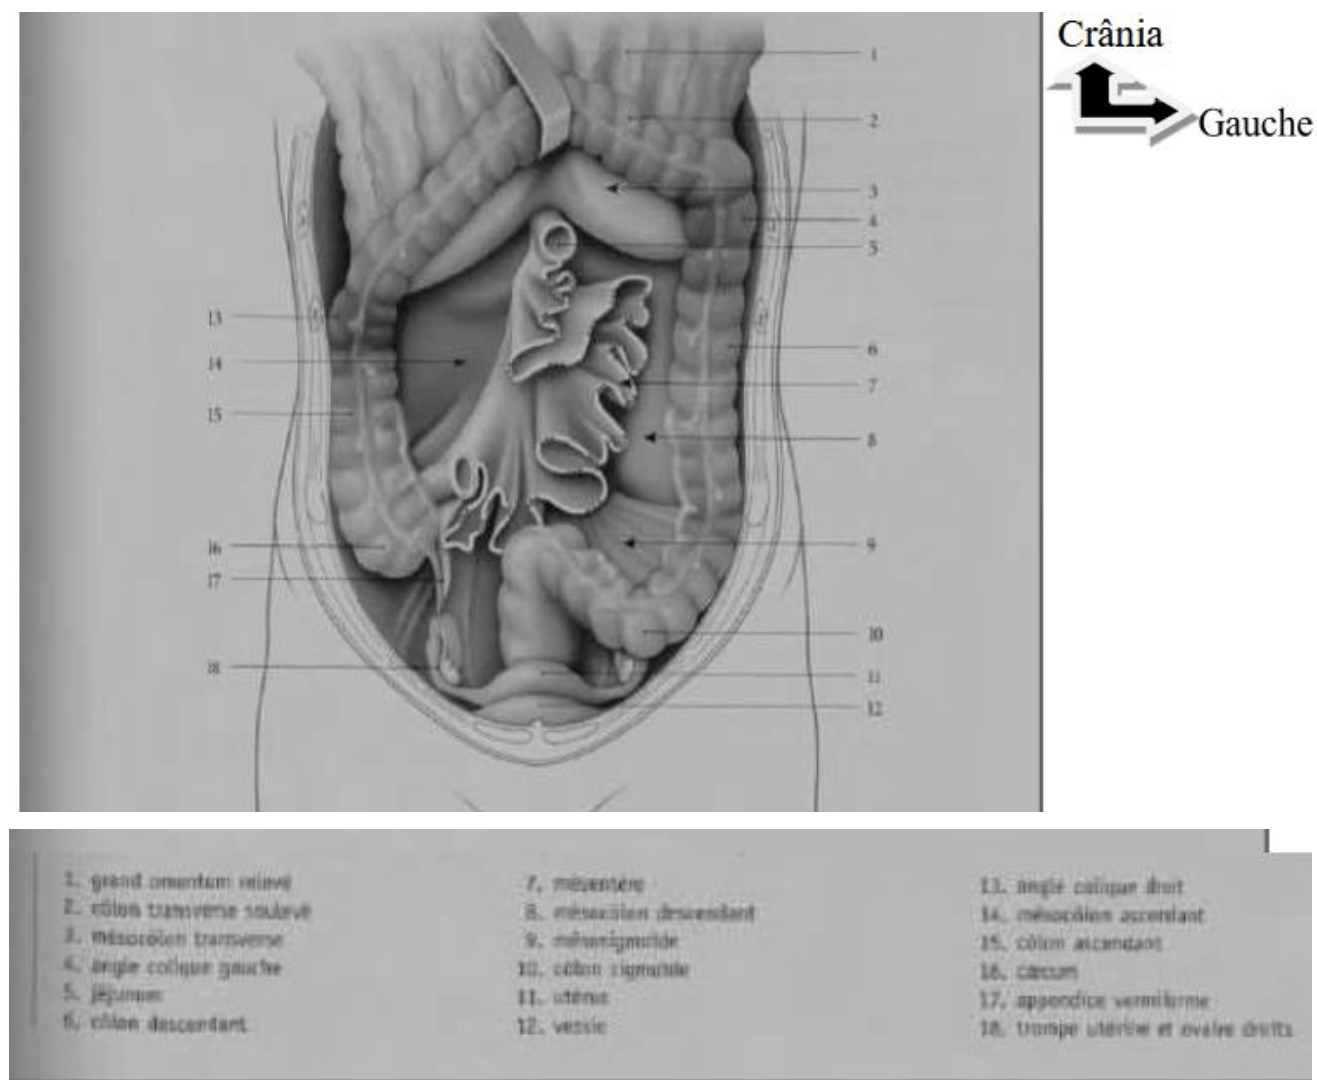 Crânia
Gauche
1
2
3
4
5
6
7
8
9
10
11
12
13
14
15
16
17
18
1. grand omentum relevé
2. côlon transverse soulevé
3. mésocôlon transverse
4. angle colique gauche
5. jéjunum
6. côlon descendant
7. mésentère
8. mésocôlon descendant
9. mésosigmoïde
10. côlon sigmoïde
11. utérus
12. vessie
13. angle colique droit
14. mésocôlon ascendant
15. côlon ascendant
16. cæcum
17. appendice vermiforme
18. trompe utérine et ovaire droits